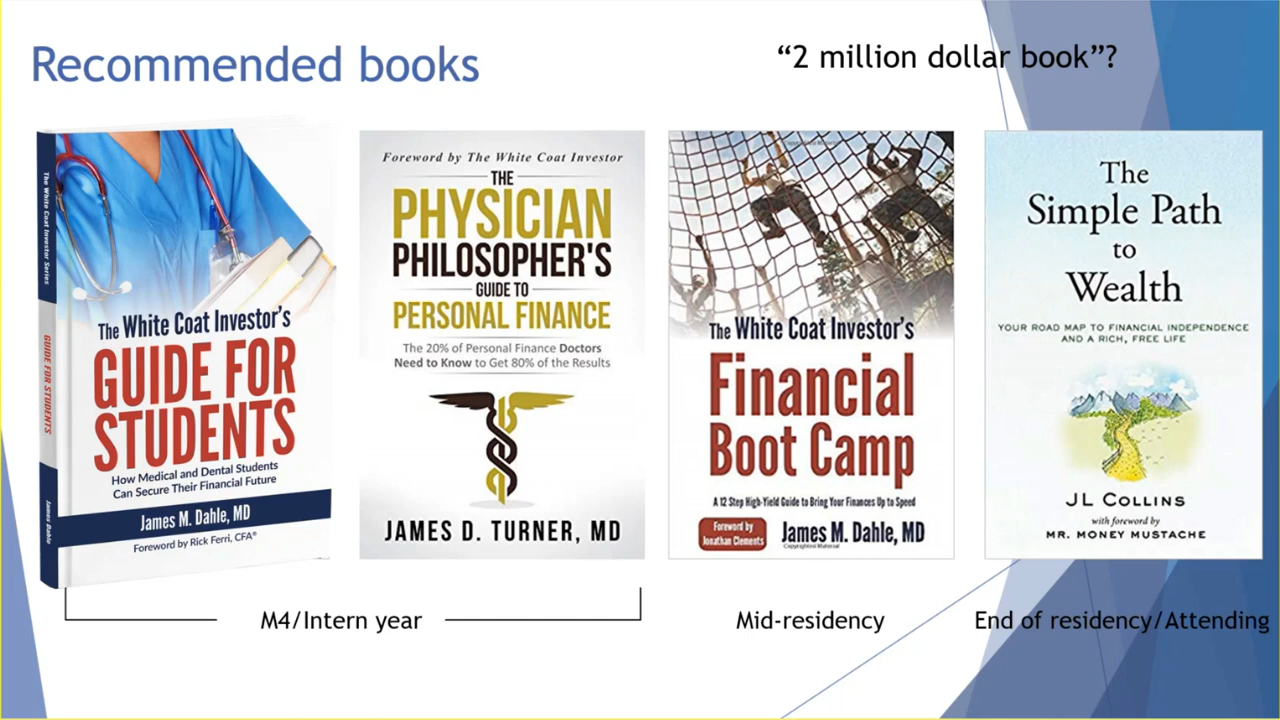 Recommended books
“2 million dollar book”?
The White Coat Investor Series
GUIDE FOR STUDENTS
James Dahle
The White Coat Investor's
GUIDE FOR
STUDENTS
How Medical and Dental Students
Can Secure Their Financial Future
James M. Dahle, MD
Foreword by Rick Ferri, CFA®
Foreword by The White Coat Investor
THE
PHYSICIAN
PHILOSOPHER'S
GUIDE TO
PERSONAL FINANCE
The 20% of Personal Finance Doctors
Need to Know to Get 80% of the Results
JAMES D. TURNER, MD
Copyrighted Material
The White Coat Investor's
Financial
Boot Camp
A 12 Step High-Yield Guide to Bring Your Finances Up to Speed
Foreword by
Jonathan Clements
James M. Dahle, MD
Copyrighted Material
The
Simple Path
to
Wealth
YOUR ROAD MAP TO FINANCIAL INDEPENDENCE
AND A RICH, FREE LIFE
JL COLLINS
with foreword by
MR. MONEY MUSTACHE
M4/Intern year
Mid-residency
End of residency/Attending